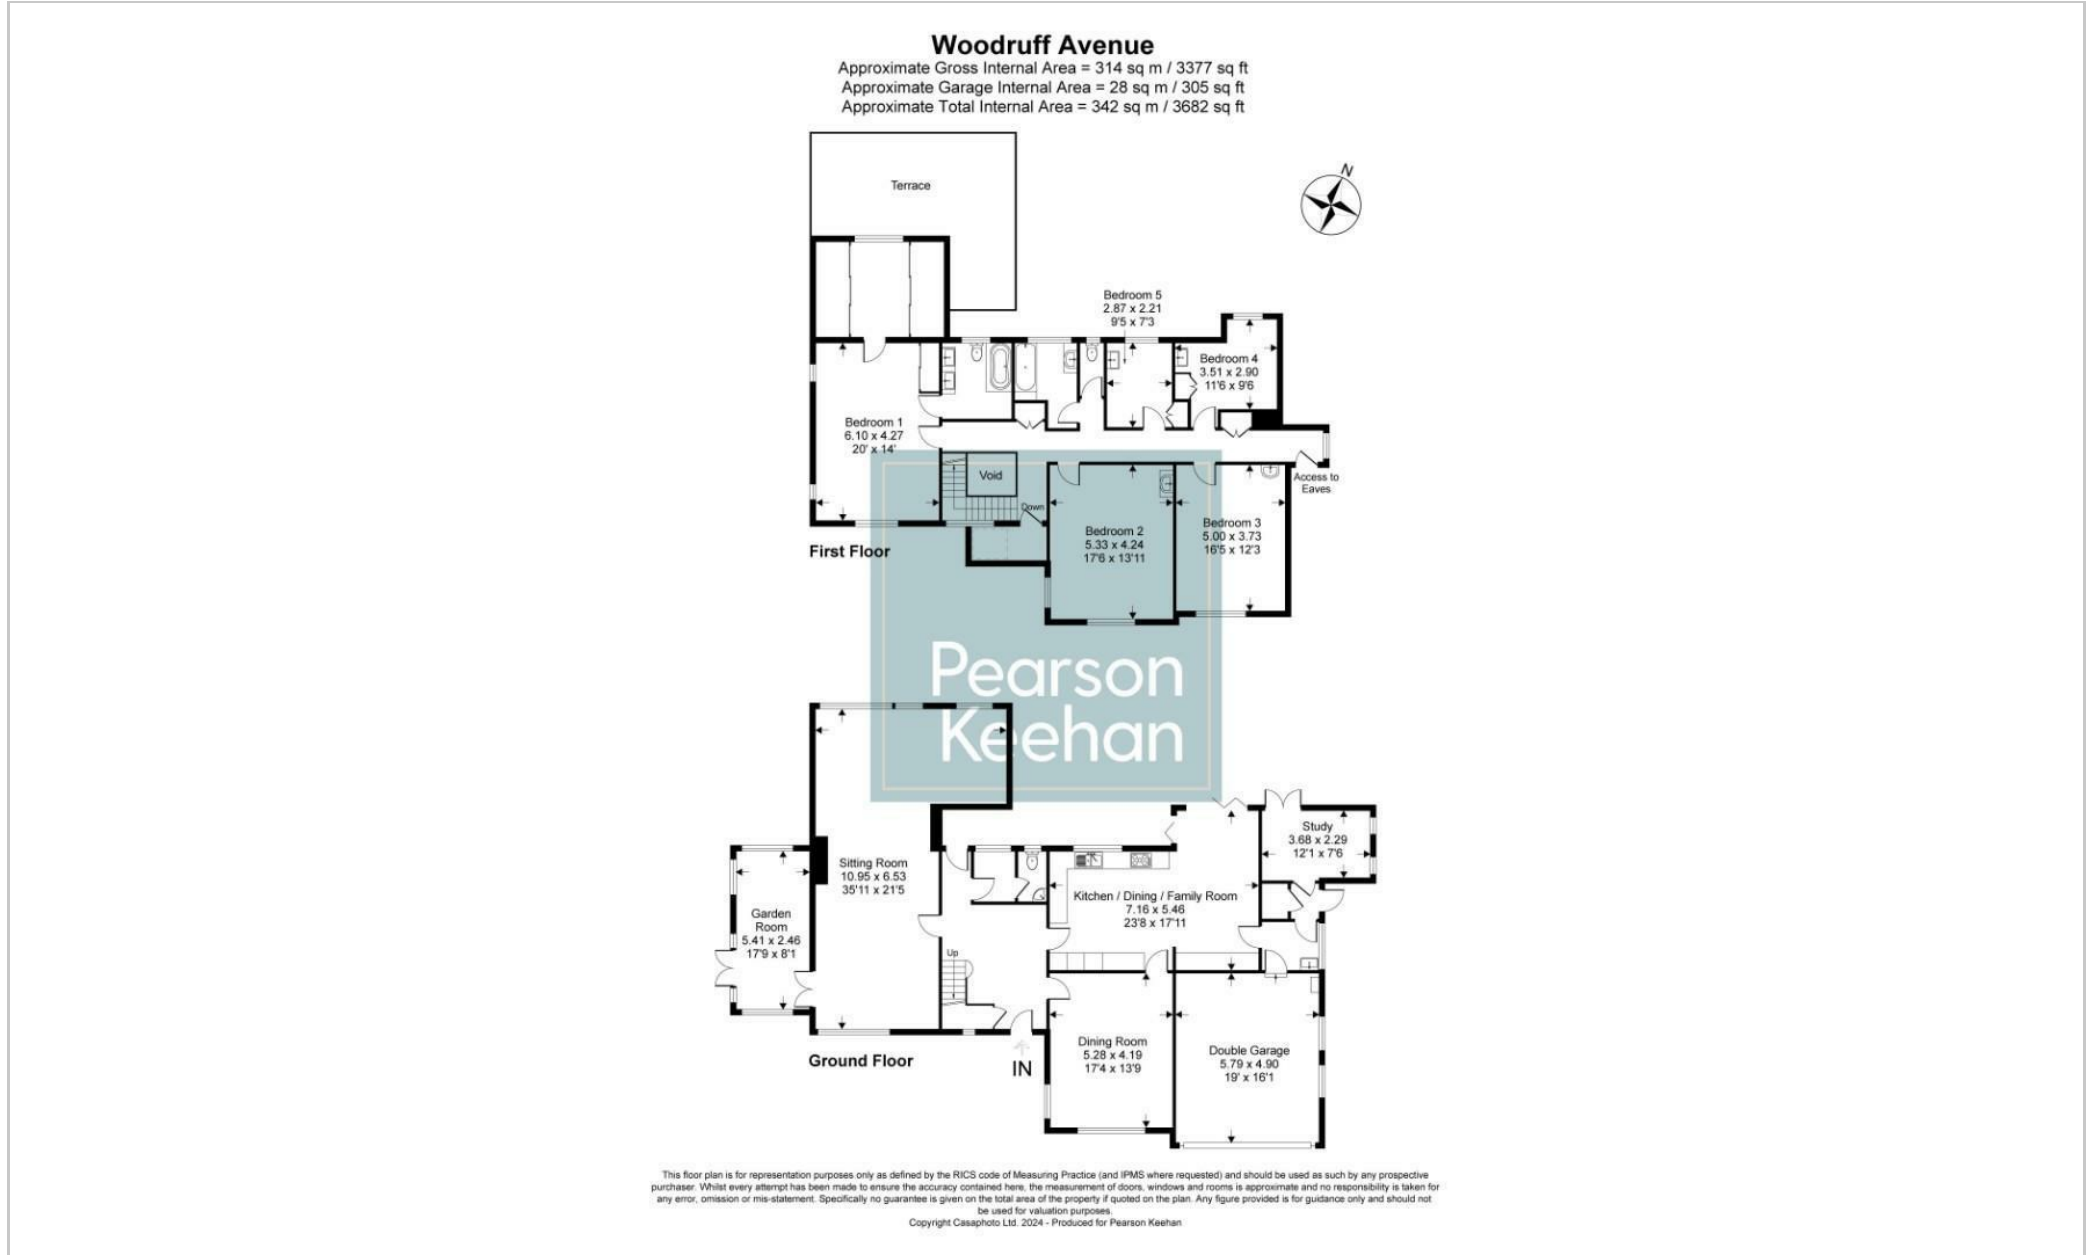 Woodruff Avenue
Approximate Gross Internal Area = 314 sq m / 3377 sq ft
Approximate Garage Internal Area = 28 sq m / 305 sq ft
Approximate Total Internal Area = 342 sq m / 3682 sq ft
Terrace
N
Bedroom 5
2.87 x 2.21
9'5 x 7'3
Bedroom 4
3.51 x 2.90
11'6 x 9'6
Bedroom 1
6.10 x 4.27
20' x 14'
Void
Down
Access to
Eaves
Bedroom 2
5.33 x 4.24
17'6 x 13'11
Bedroom 3
5.00 x 3.73
16'5 x 12'3
First Floor
Pearson
Keehan
Study
3.68 x 2.29
12'1 x 7'6
Sitting Room
10.95 x 6.53
35'11 x 21'5
Kitchen / Dining / Family Room
7.16 x 5.46
23'8 x 17'11
Garden
Room
5.41 x 2.46
17'9 x 8'1
Up
Dining Room
5.28 x 4.19
17'4 x 13'9
Double Garage
5.79 x 4.90
19' x 16'1
Ground Floor
IN
This floor plan is for representation purposes only as defined by the RICS code of Measuring Practice (and IPMS where requested) and should be used as such by any prospective
purchaser. Whilst every attempt has been made to ensure the accuracy contained here, the measurement of doors, windows and rooms is approximate and no responsibility is taken for
any error, omission or mis-statement. Specifically no guarantee is given on the total area of the property if quoted on the plan. Any figure provided is for guidance only and should not
be used for valuation purposes.
Copyright Casaphoto Ltd. 2024 - Produced for Pearson Keehan